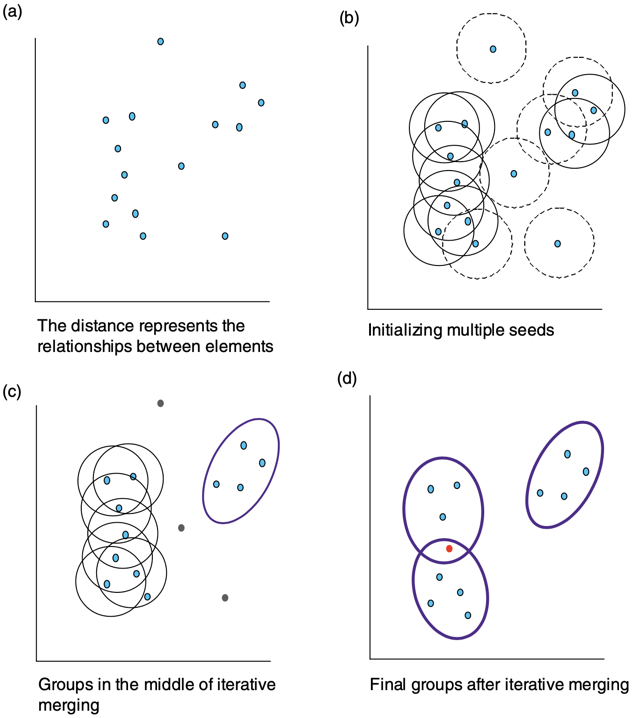 (a)
The distance represents the
relationships between elements
(b)
Initializing multiple seeds
(c)
Groups in the middle of iterative
merging
(d)
Final groups after iterative merging